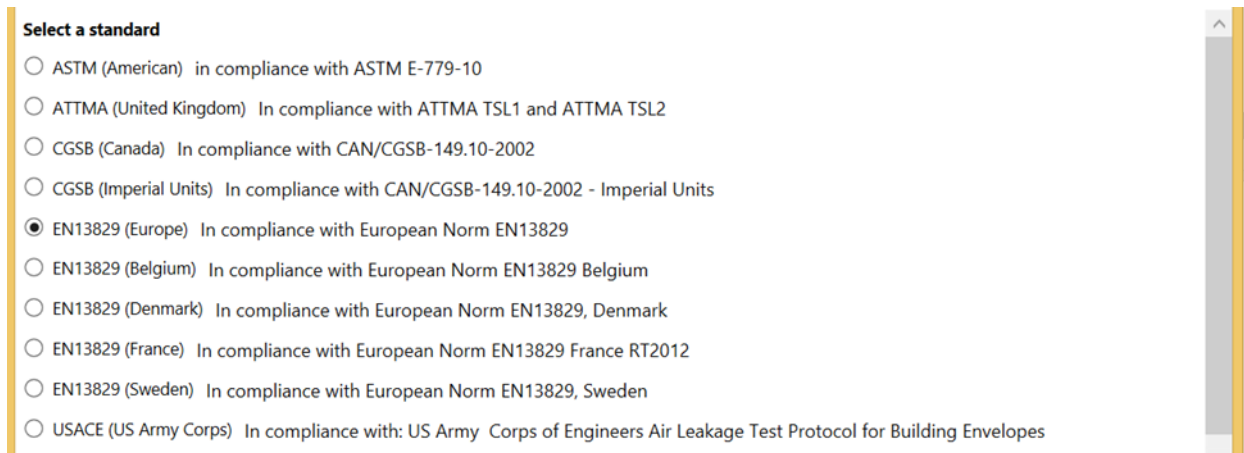 Select a standard
ASTM (American) in compliance with ASTM E-779-10
ATTMA (United Kingdom) In compliance with ATTMA TSL1 and ATTMA TSL2
CGSB (Canada) In compliance with CAN/CGSB-149.10-2002
CGSB (Imperial Units) In compliance with CAN/CGSB-149.10-2002 - Imperial Units
EN13829 (Europe) In compliance with European Norm EN13829
EN13829 (Belgium) In compliance with European Norm EN13829 Belgium
EN13829 (Denmark) In compliance with European Norm EN13829, Denmark
EN13829 (France) In compliance with European Norm EN13829 France RT2012
EN13829 (Sweden) In compliance with European Norm EN13829, Sweden
USACE (US Army Corps) In compliance with: US Army Corps of Engineers Air Leakage Test Protocol for Building Envelopes